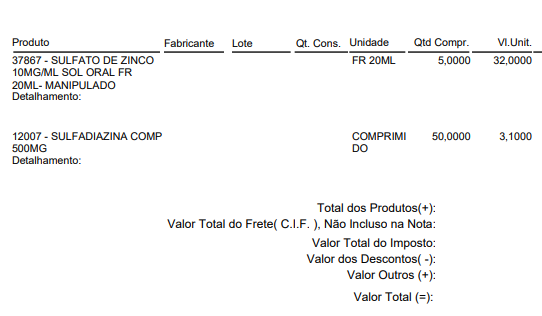 Produto Fabricante Lote Qt. Cons. Unidade Qtd Compr. Vl.Unit.
37867 - SULFATO DE ZINCO FR 20ML 5,0000 32,0000
10MG/ML SOL ORAL FR
20ML- MANIPULADO
Detalhamento:
12007 - SULFADIAZINA COMP COMPRIMI 50,0000 3,1000
500MG DO
Detalhamento:
Total dos Produtos(+):
Valor Total do Frete( C.I.F. ), Não Incluso na Nota:
Valor Total do Imposto:
Valor dos Descontos( -):
Valor Outros (+):
Valor Total (=):